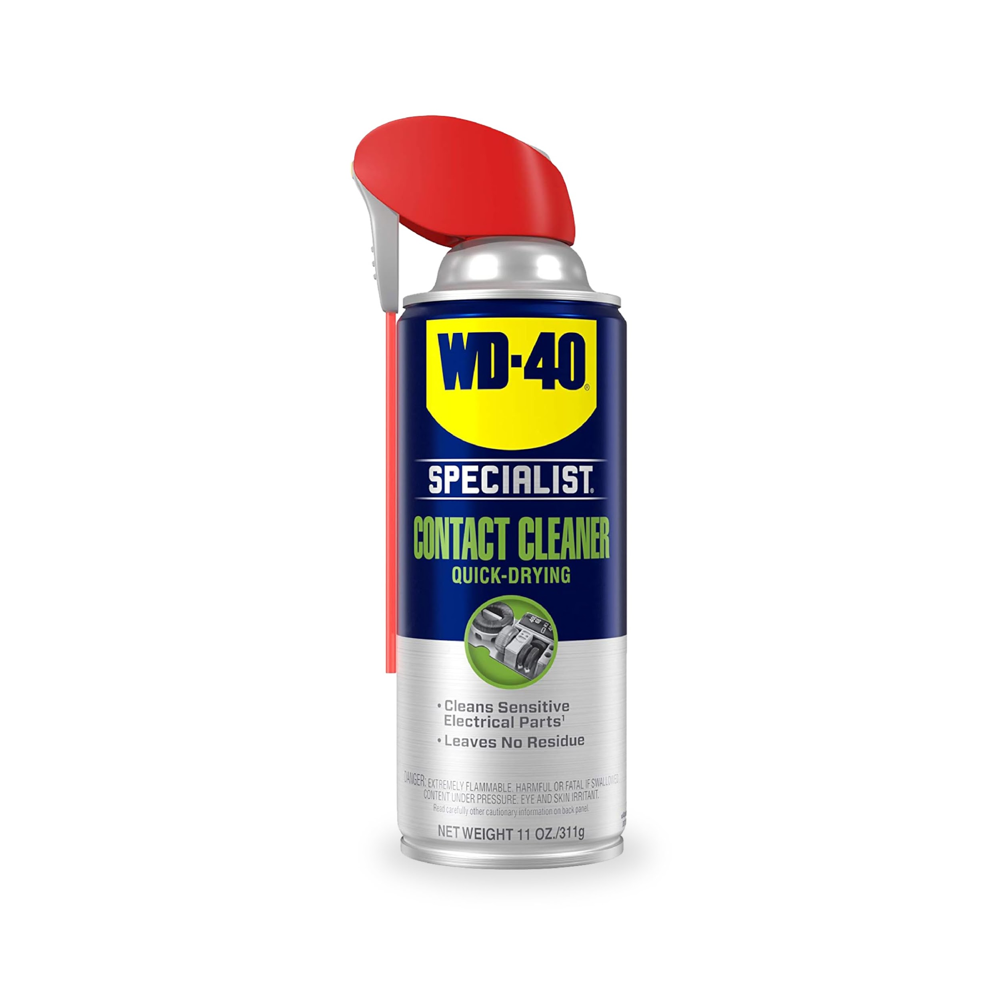 WD-40®
SPECIALIST®
CONTACT CLEANER
QUICK-DRYING
• Cleans Sensitive
Electrical Parts¹
• Leaves No Residue
DANGER: EXTREMELY FLAMMABLE. HARMFUL OR FATAL IF SWALLOWED.
CONTENT UNDER PRESSURE. EYE AND SKIN IRRITANT.
Read carefully other cautionary information on back panel.
NET WEIGHT 11 OZ./311g